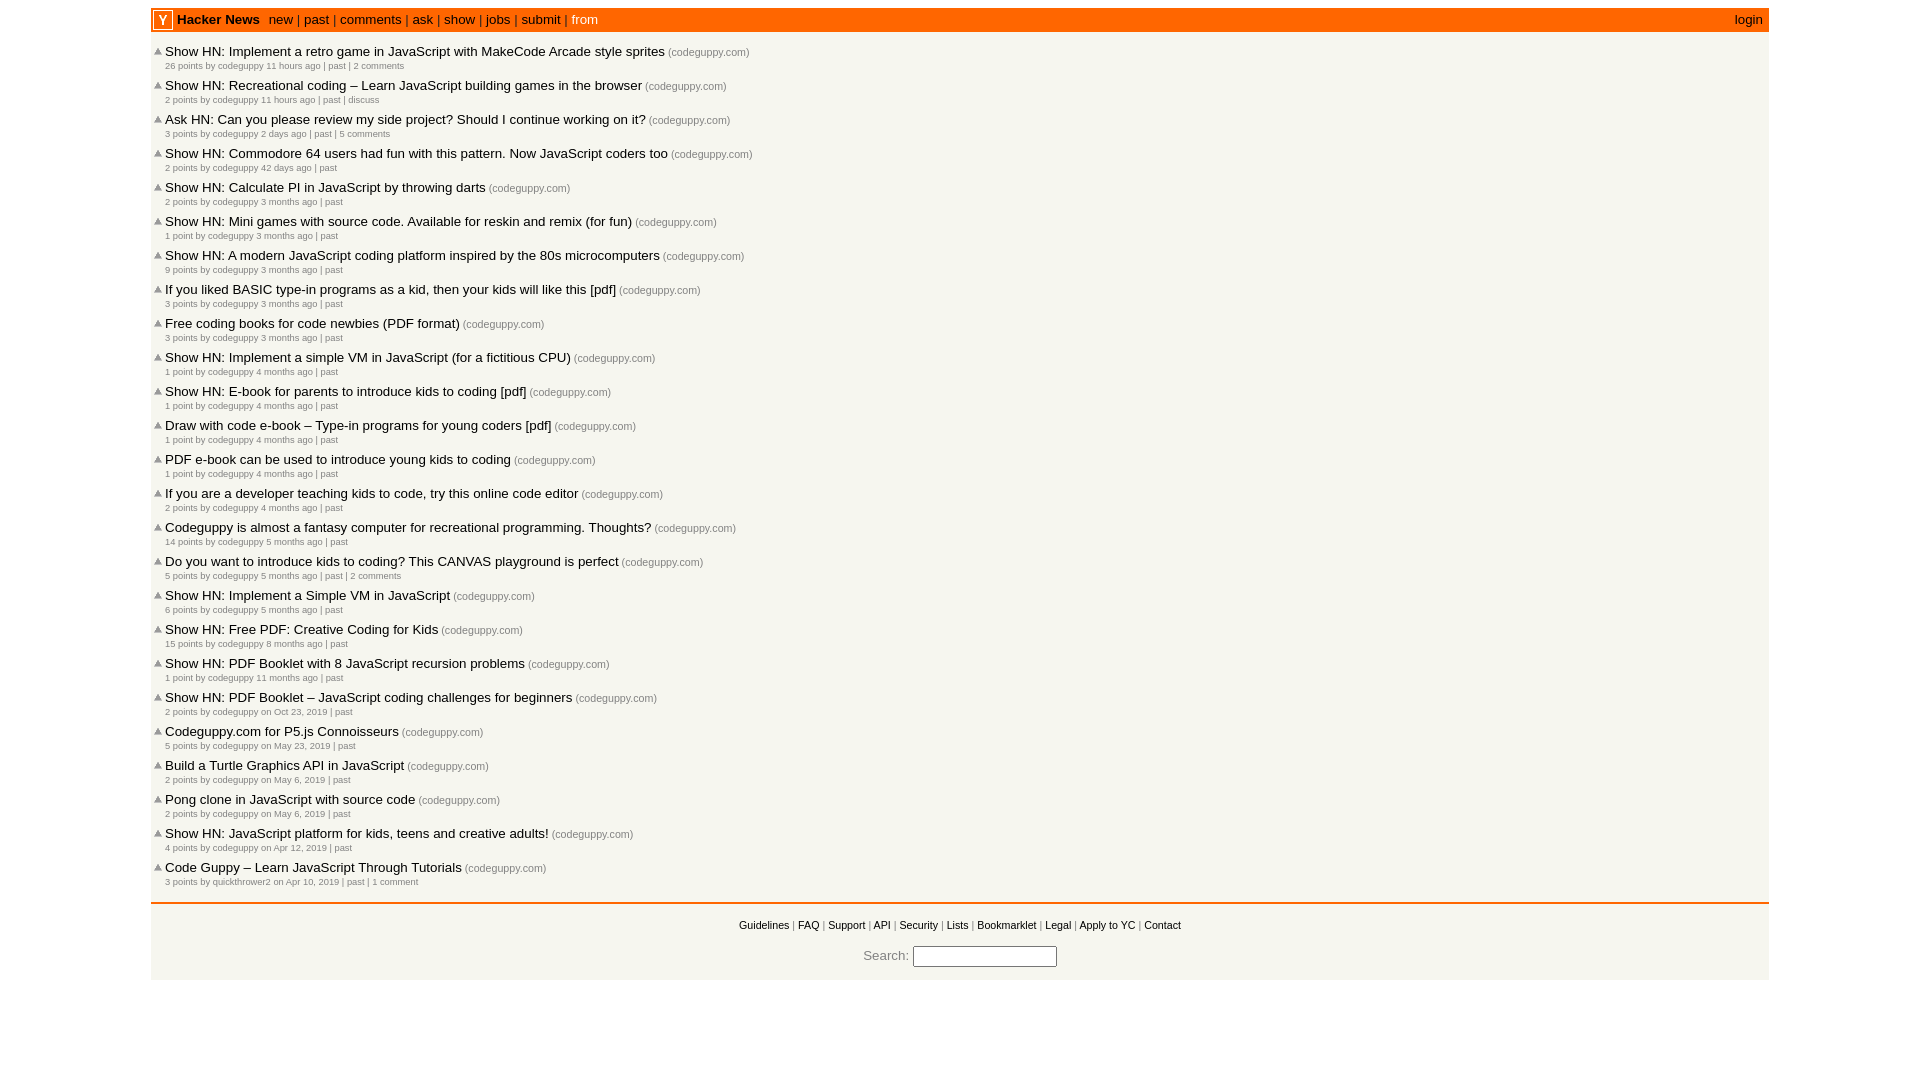 Y Hacker News new | past | comments | ask | show | jobs | submit | from login
Show HN: Implement a retro game in JavaScript with MakeCode Arcade style sprites (codeguppy.com)
26 points by codeguppy 11 hours ago | past | 2 comments
Show HN: Recreational coding – Learn JavaScript building games in the browser (codeguppy.com)
2 points by codeguppy 11 hours ago | past | discuss
Ask HN: Can you please review my side project? Should I continue working on it? (codeguppy.com)
3 points by codeguppy 2 days ago | past | 5 comments
Show HN: Commodore 64 users had fun with this pattern. Now JavaScript coders too (codeguppy.com)
2 points by codeguppy 42 days ago | past
Show HN: Calculate PI in JavaScript by throwing darts (codeguppy.com)
2 points by codeguppy 3 months ago | past
Show HN: Mini games with source code. Available for reskin and remix (for fun) (codeguppy.com)
1 point by codeguppy 3 months ago | past
Show HN: A modern JavaScript coding platform inspired by the 80s microcomputers (codeguppy.com)
9 points by codeguppy 3 months ago | past
If you liked BASIC type-in programs as a kid, then your kids will like this [pdf] (codeguppy.com)
3 points by codeguppy 3 months ago | past
Free coding books for code newbies (PDF format) (codeguppy.com)
3 points by codeguppy 3 months ago | past
Show HN: Implement a simple VM in JavaScript (for a fictitious CPU) (codeguppy.com)
1 point by codeguppy 4 months ago | past
Show HN: E-book for parents to introduce kids to coding [pdf] (codeguppy.com)
1 point by codeguppy 4 months ago | past
Draw with code e-book – Type-in programs for young coders [pdf] (codeguppy.com)
1 point by codeguppy 4 months ago | past
PDF e-book can be used to introduce young kids to coding (codeguppy.com)
1 point by codeguppy 4 months ago | past
If you are a developer teaching kids to code, try this online code editor (codeguppy.com)
2 points by codeguppy 4 months ago | past
Codeguppy is almost a fantasy computer for recreational programming. Thoughts? (codeguppy.com)
14 points by codeguppy 5 months ago | past
Do you want to introduce kids to coding? This CANVAS playground is perfect (codeguppy.com)
5 points by codeguppy 5 months ago | past | 2 comments
Show HN: Implement a Simple VM in JavaScript (codeguppy.com)
6 points by codeguppy 5 months ago | past
Show HN: Free PDF: Creative Coding for Kids (codeguppy.com)
15 points by codeguppy 8 months ago | past
Show HN: PDF Booklet with 8 JavaScript recursion problems (codeguppy.com)
1 point by codeguppy 11 months ago | past
Show HN: PDF Booklet – JavaScript coding challenges for beginners (codeguppy.com)
2 points by codeguppy on Oct 23, 2019 | past
Codeguppy.com for P5.js Connoisseurs (codeguppy.com)
5 points by codeguppy on May 23, 2019 | past
Build a Turtle Graphics API in JavaScript (codeguppy.com)
2 points by codeguppy on May 6, 2019 | past
Pong clone in JavaScript with source code (codeguppy.com)
2 points by codeguppy on May 6, 2019 | past
Show HN: JavaScript platform for kids, teens and creative adults! (codeguppy.com)
4 points by codeguppy on Apr 12, 2019 | past
Code Guppy – Learn JavaScript Through Tutorials (codeguppy.com)
3 points by quickthrower2 on Apr 10, 2019 | past | 1 comment
Guidelines | FAQ | Support | API | Security | Lists | Bookmarklet | Legal | Apply to YC | Contact
Search: